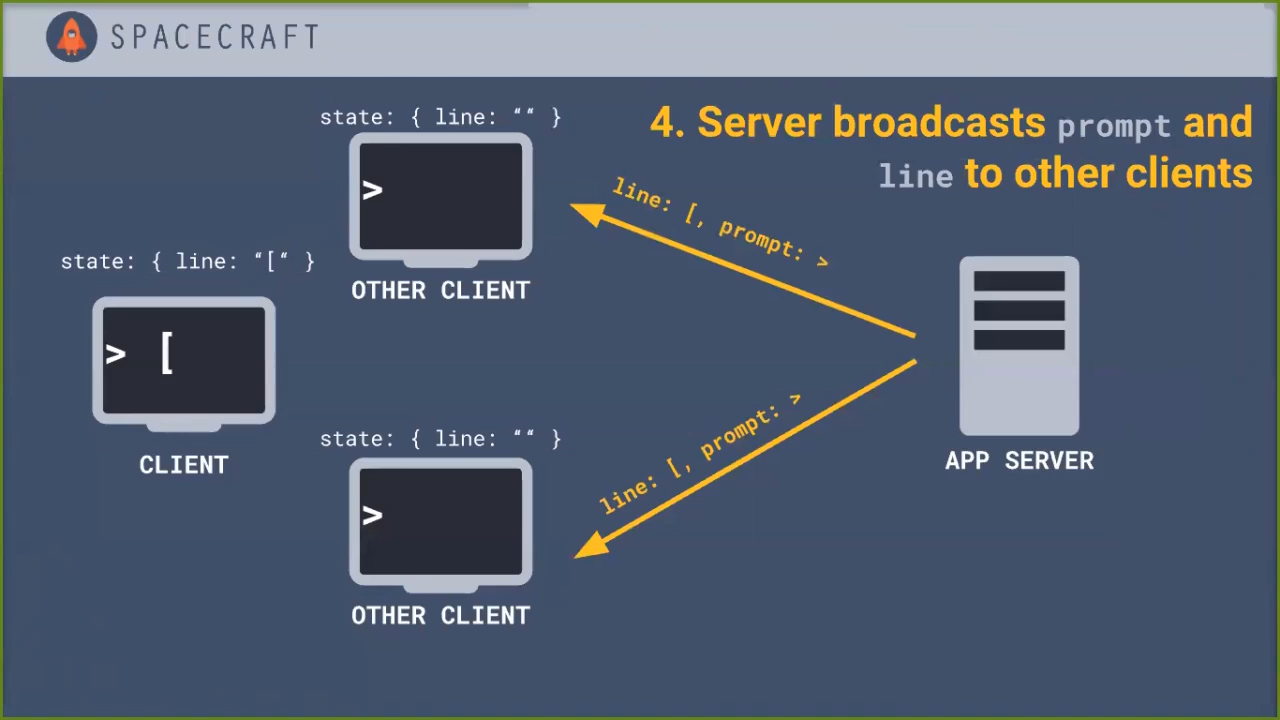 SPACECRAFT
4. Server broadcasts prompt and
line to other clients
state: { line: ““ }
>
OTHER CLIENT
line: [, prompt: >
state: { line: “[“ }
> [
CLIENT
state: { line: ““ }
>
OTHER CLIENT
line: [, prompt: >
APP SERVER